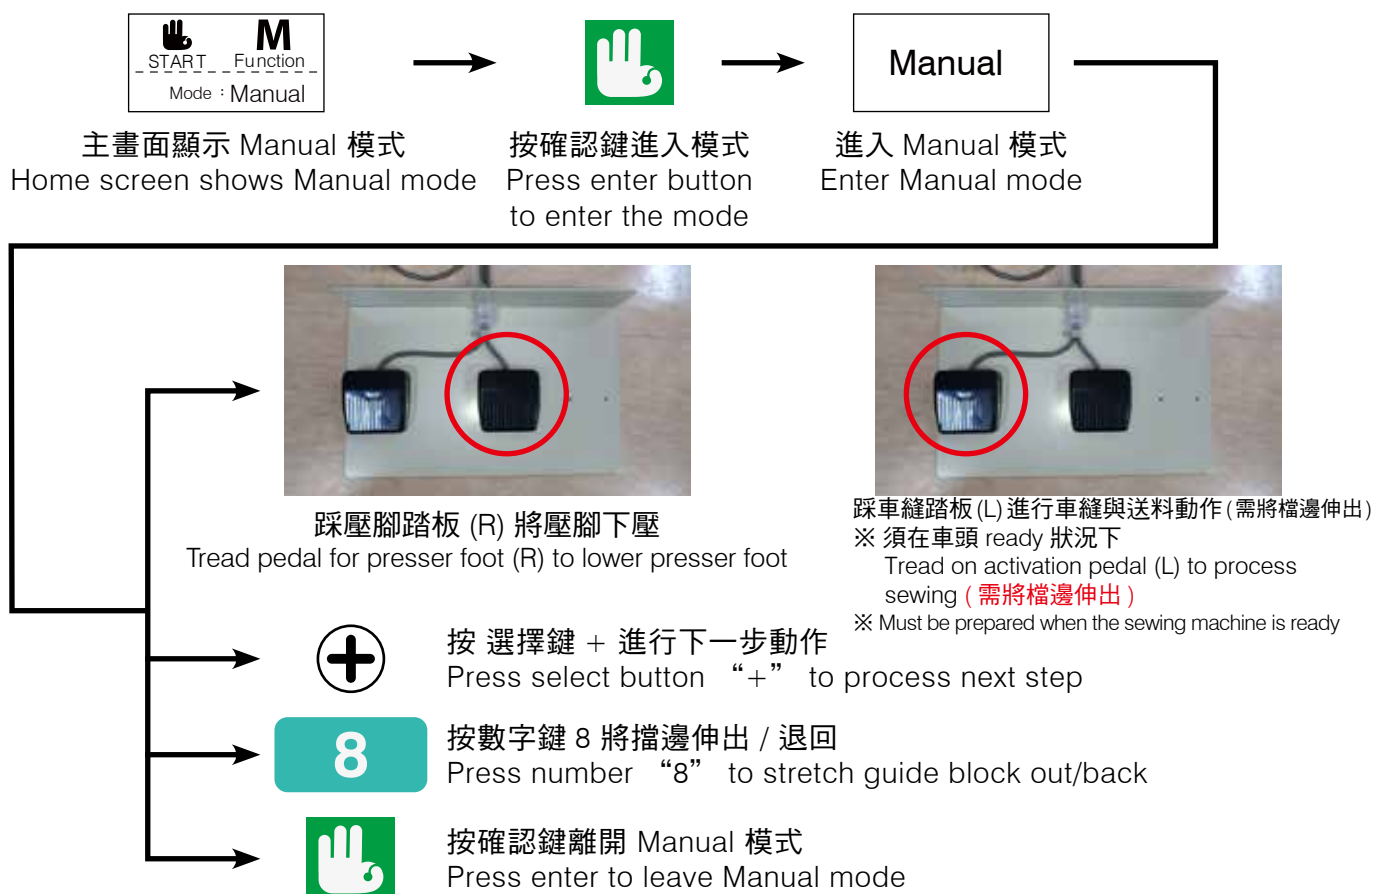 START M Function
Mode：Manual
Manual
主畫面顯示 Manual 模式
Home screen shows Manual mode
按確認鍵進入模式
Press enter button
to enter the mode
進入 Manual 模式
Enter Manual mode
踩壓腳踏板 (R) 將壓腳下壓
Tread pedal for presser foot (R) to lower presser foot
踩車縫踏板(L)進行車縫與送料動作(需將檔邊伸出)
※ 須在車頭 ready 狀況下
Tread on activation pedal (L) to process
sewing ( 需將檔邊伸出 )
※ Must be prepared when the sewing machine is ready
按 選擇鍵 + 進行下一步動作
Press select button “+” to process next step
8
按數字鍵 8 將擋邊伸出 / 退回
Press number “8” to stretch guide block out/back
按確認鍵離開 Manual 模式
Press enter to leave Manual mode